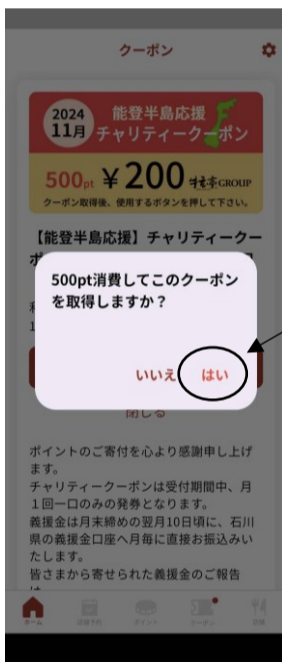 クーポン
2024
11月
能登半島応援
チャリティークーポン
500pt ¥200 GROUP
クーポン取得後、使用するボタンを押して下さい。
【能登半島応援】チャリティークー
500pt消費してこのクーポン
を取得しますか？
いいえ はい
閉じる
ポイントのご寄付を心より感謝申し上げ
ます。
チャリティークーポンは受付期間中、月
１回一口のみの発券となります。
義援金は月末締めの翌月10日頃に、石川
県の義援金口座へ月毎に直接お振込みい
たします。
皆さまから寄せられた義援金のご報告
ホーム ポイント クーポン